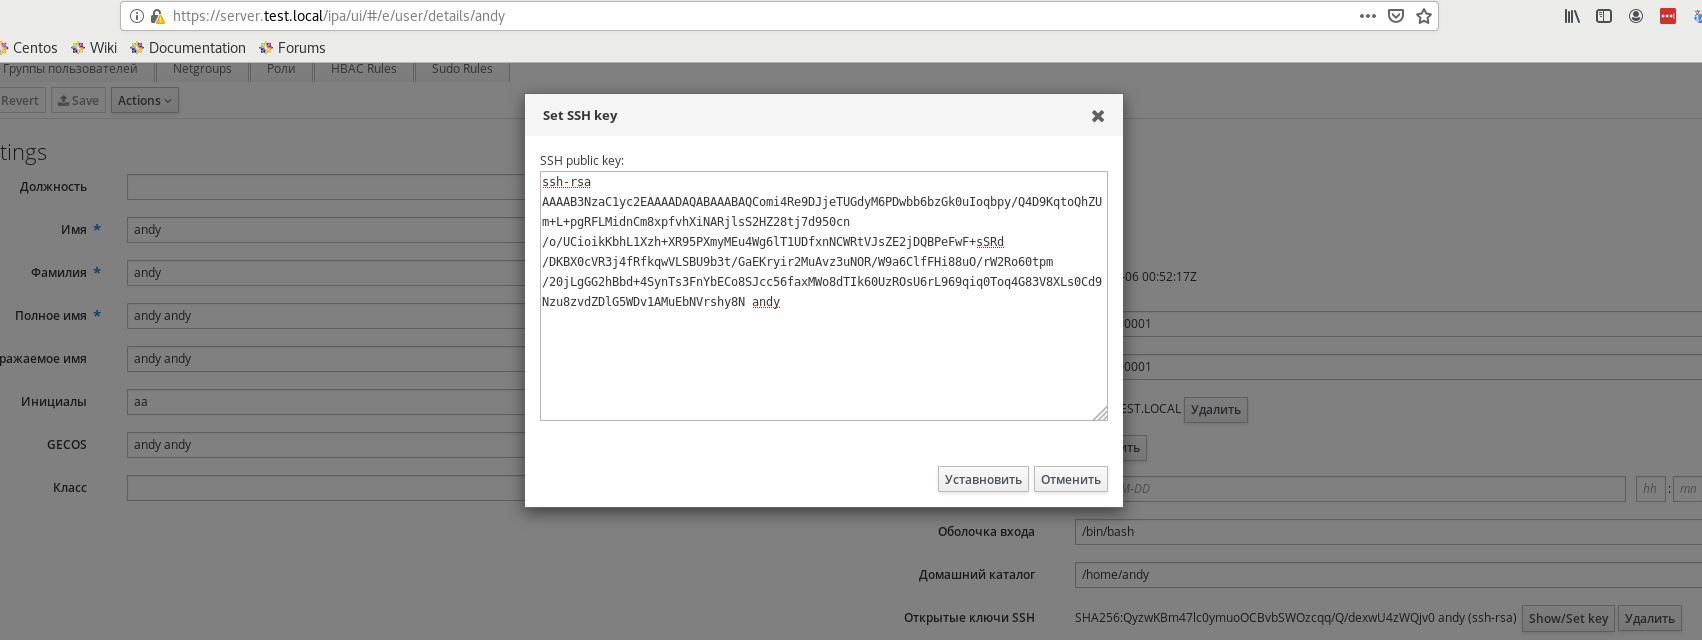 https://server.test.local/ipa/ui/#/e/user/details/andy
Centos Wiki Documentation Forums
Группы пользователей Netgroups Роли HBAC Rules Sudo Rules
Revert Save Actions
Set SSH key
tings
SSH public key:
Должность
ssh-rsa
AAAAB3NzaC1yc2EAAAADAQABAAABAQComi4Re9DJjeTUGdyM6PDwbb6bzGk0uIoqbpy/Q4D9KqtoQhZU
m+L+pgRFLMidnCm8xpfvhXiNARjlsS2HZ28tj7d950cn
/o/UCioikKbhL1Xzh+XR95PXmyMEu4Wg6lT1UDfxnNCWRtVJsZE2jDQBPeFwF+sSRd
/DKBX0cVR3j4fRfkqwVLSBU9b3t/GaEKryir2MuAvz3uNOR/W9a6ClfFHi88uO/rW2Ro60tpm
/20jLgGG2hBbd+4SynTs3FnYbECo8SJcc56faxMWo8dTIk60UzROsU6rL969qiq0Toq4G83V8XLs0Cd9
Nzu8zvdZDlG5WDv1AMuEbNVrshy8N andy
Имя * andy
Фамилия * andy
-06 00:52:17Z
Полное имя * andy andy
0001
ражаемое имя andy andy
0001
Инициалы aa
EST.LOCAL Удалить
GECOS andy andy
ить
Класс
Уставновить Отменить
M-DD hh : mn
Оболочка входа /bin/bash
Домашний каталог /home/andy
Открытые ключи SSH SHA256:QyzwKBm47lc0ymuoOCBvbSWOzcqq/Q/dexwU4zWQjv0 andy (ssh-rsa) Show/Set key Удалить